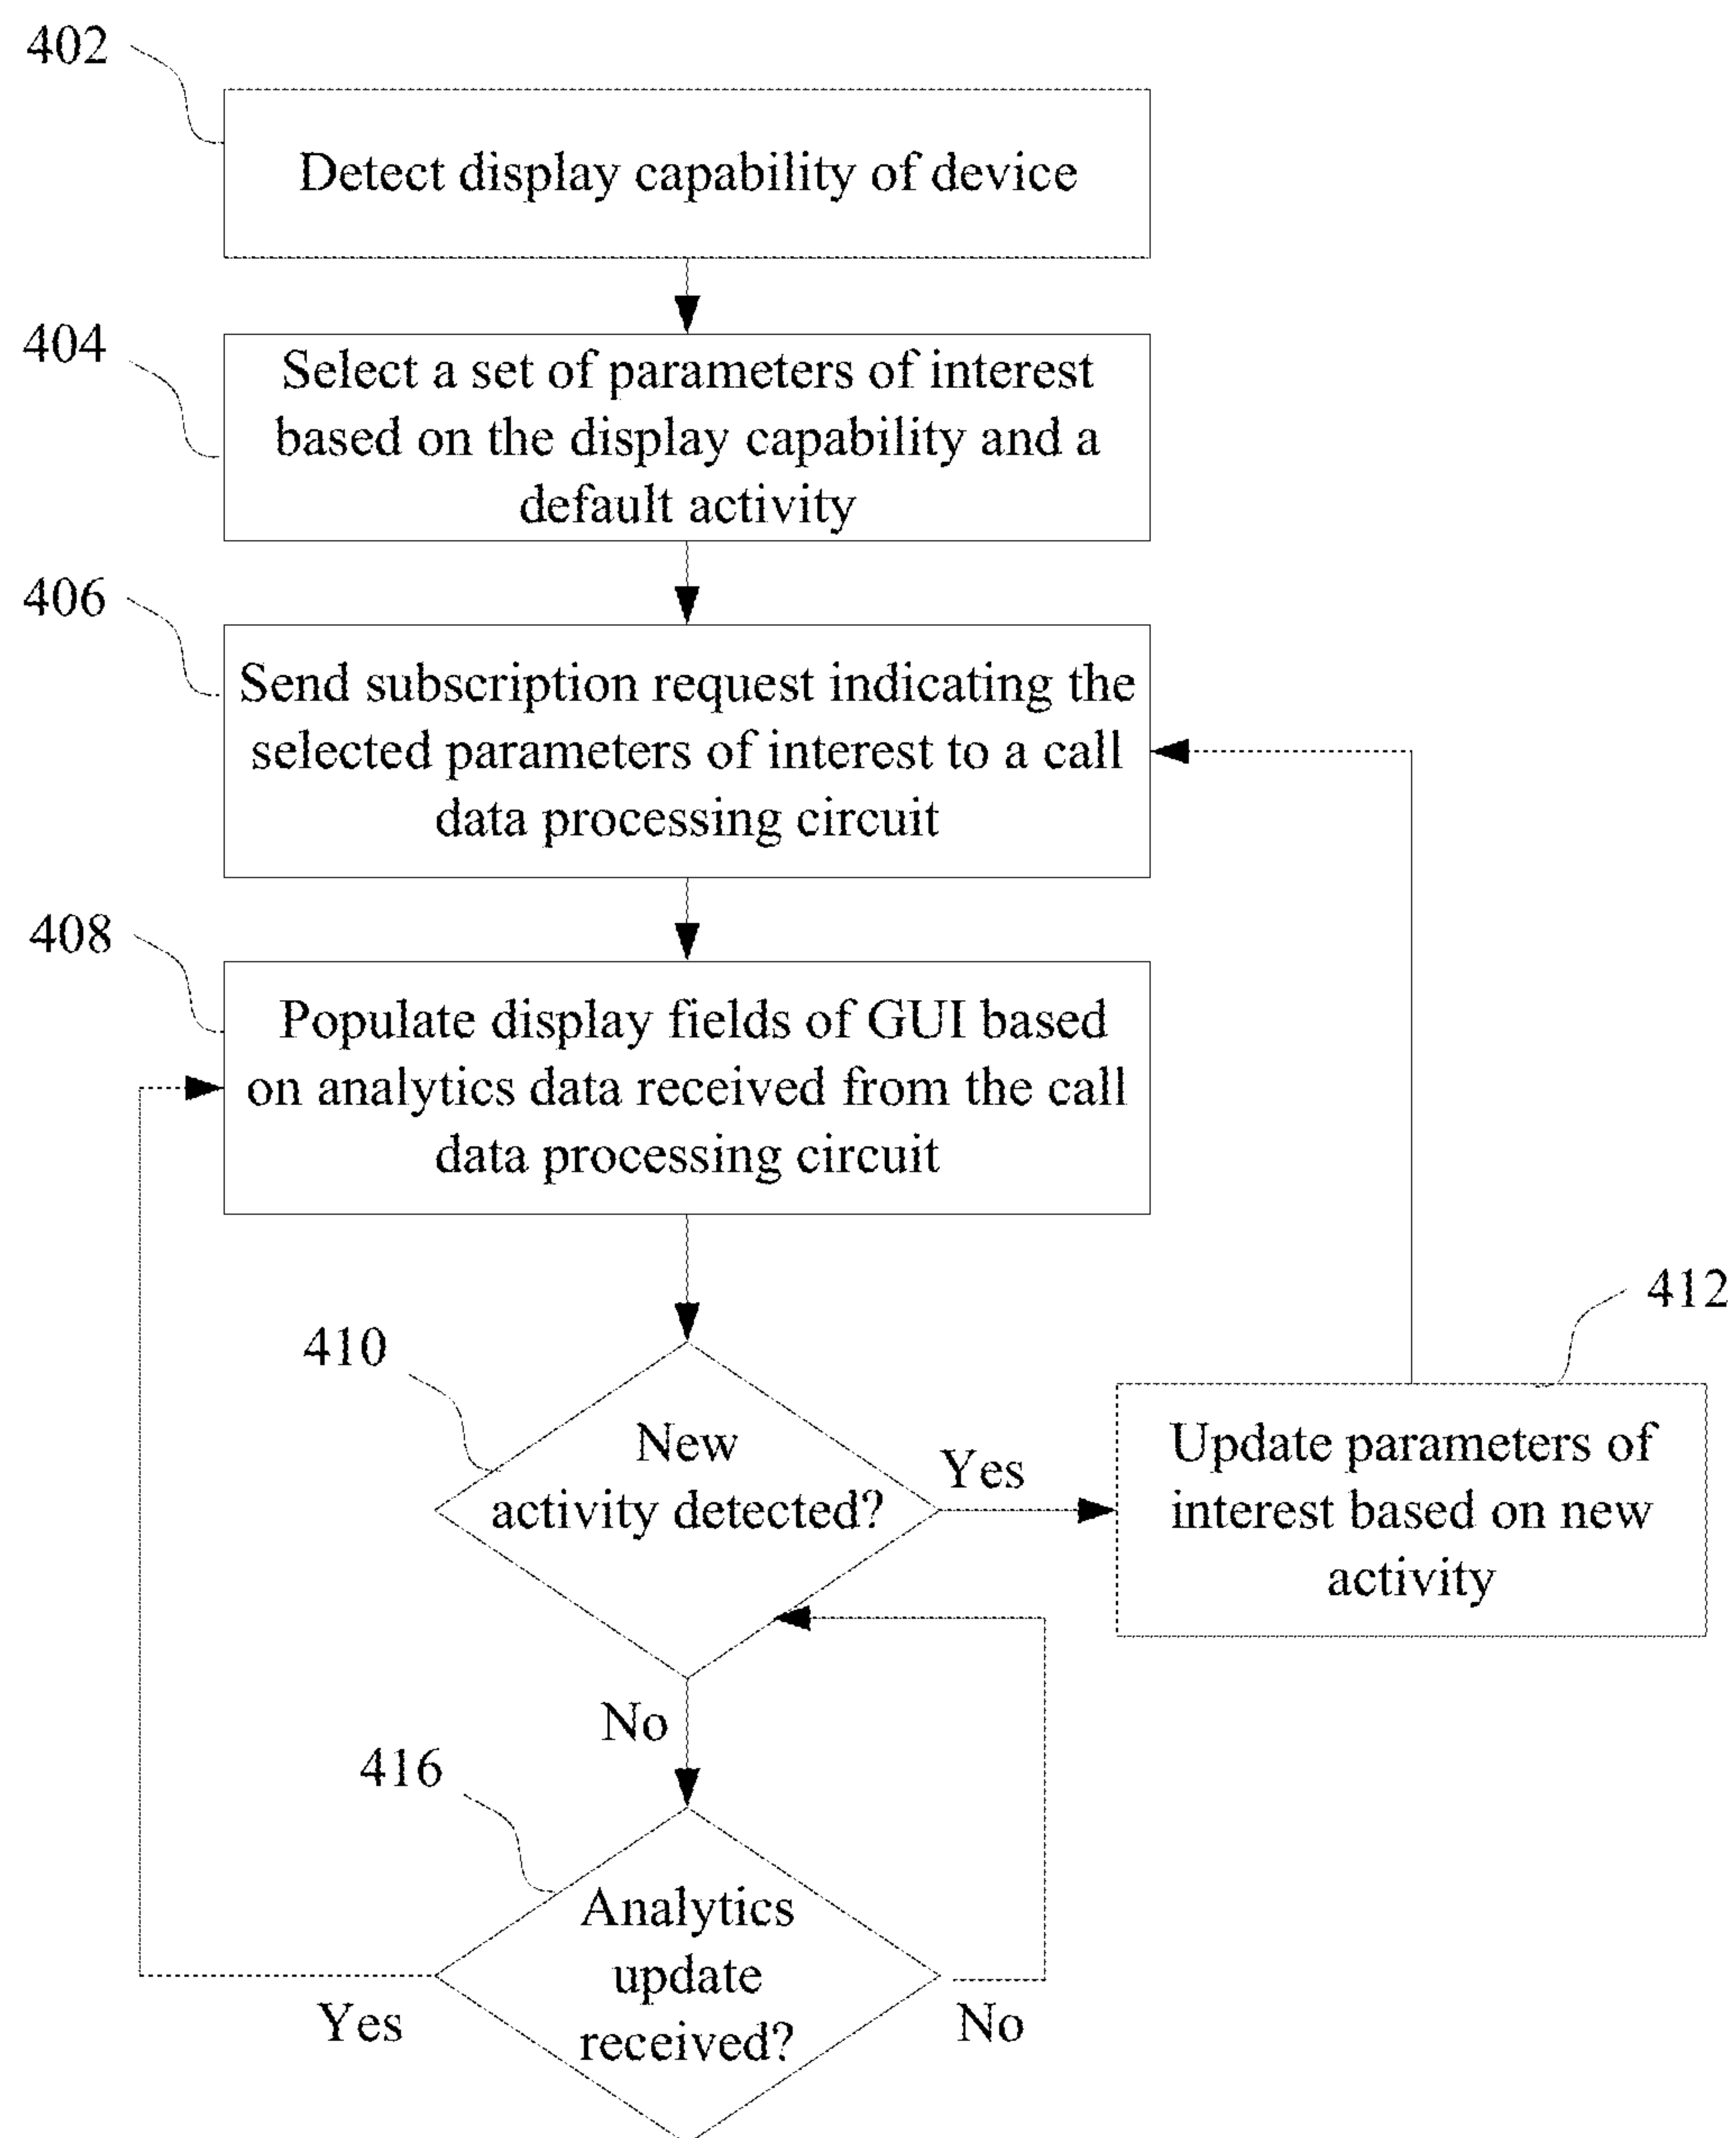 402
Detect display capability of device
404
Select a set of parameters of interest
based on the display capability and a
default activity
406
Send subscription request indicating the
selected parameters of interest to a call
data processing circuit
408
Populate display fields of GUI based
on analytics data received from the call
data processing circuit
410
New
activity detected?
Yes
412
Update parameters of
interest based on new
activity
No
416
Analytics
update
received?
Yes
No